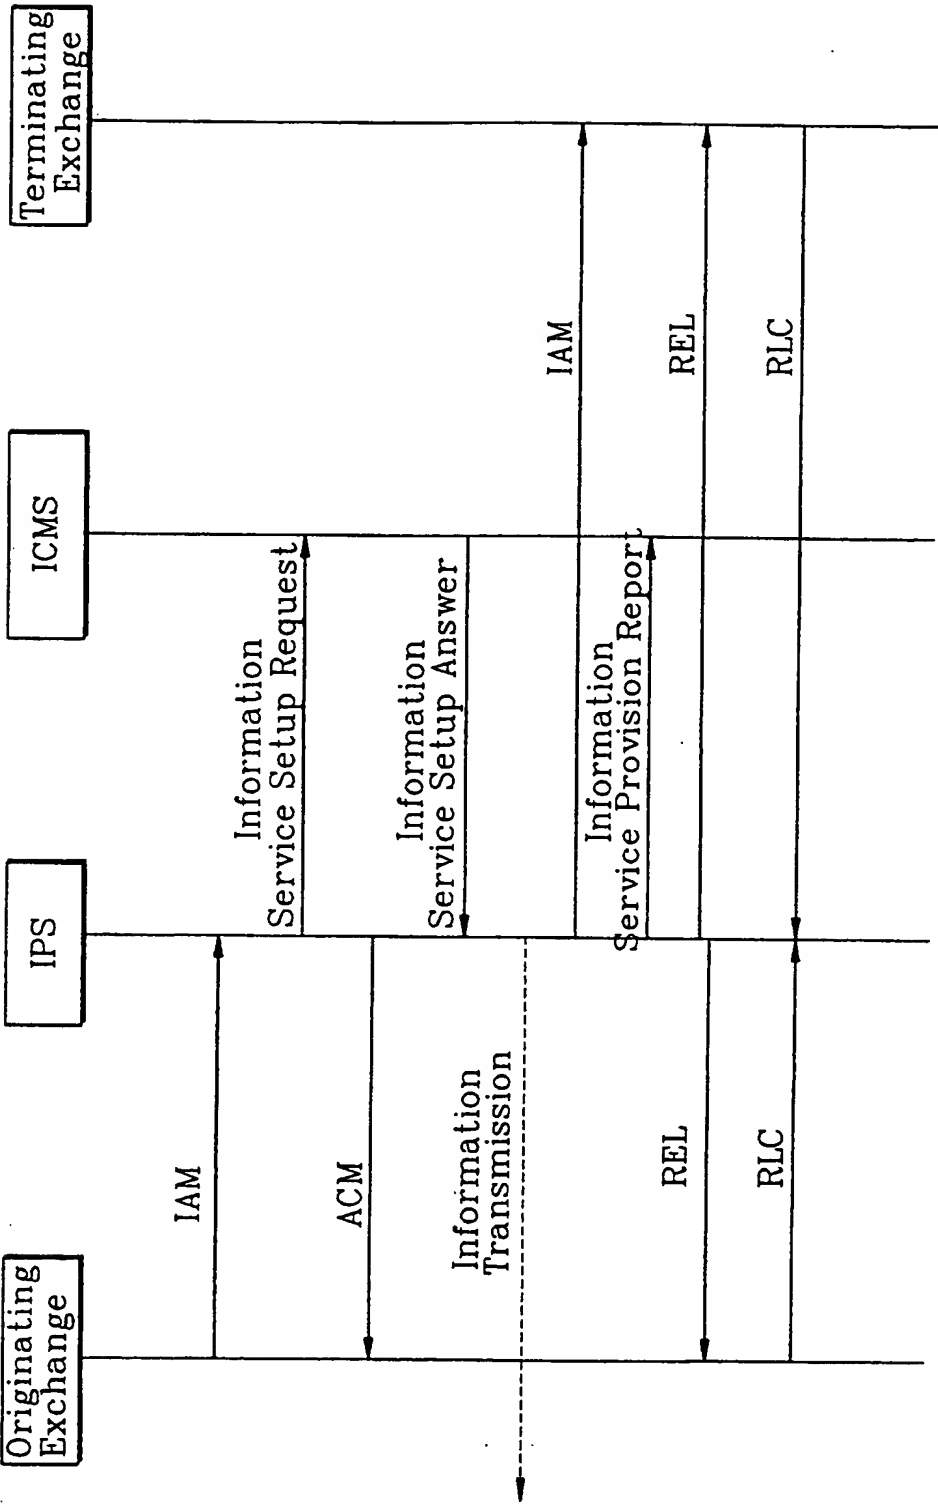 Originating
Exchange
IPS
ICMS
Terminating
Exchange
IAM
Information
Service Setup Request
ACM
Information
Service Setup Answer
Information
Transmission
IAM
Information
Service Provision Report
REL
REL
RLC
RLC